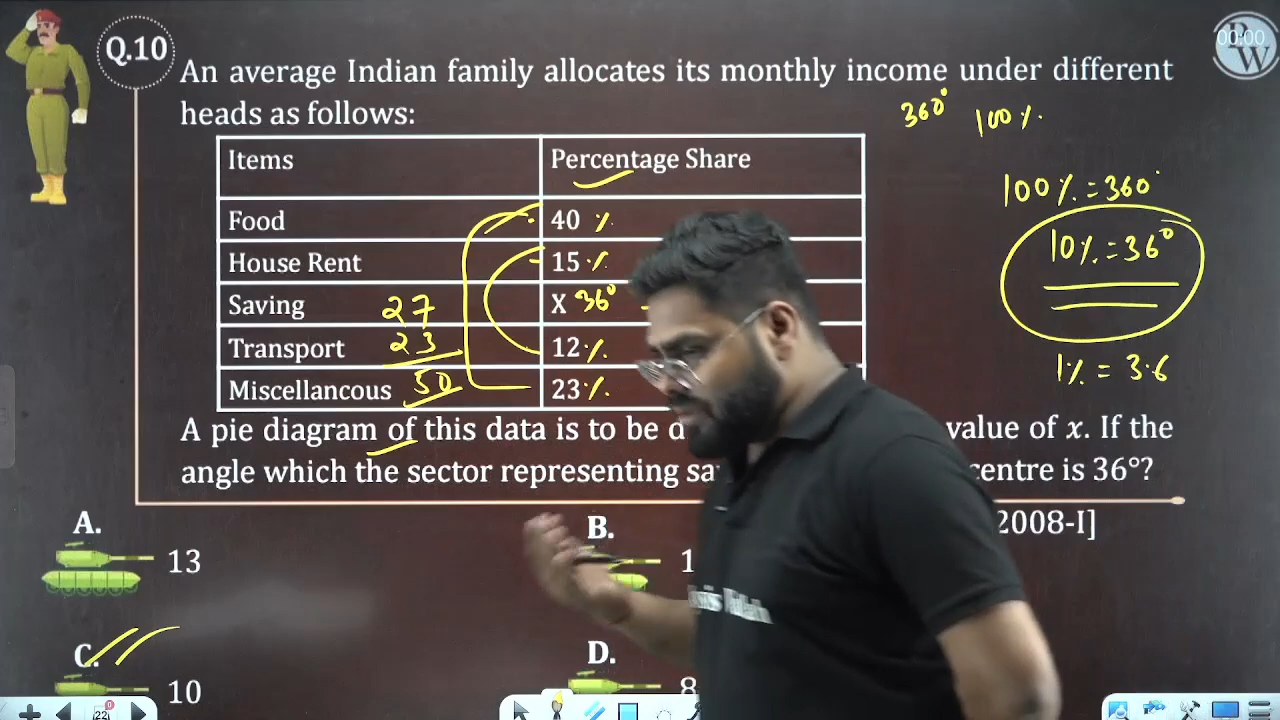 Q.10
An average Indian family allocates its monthly income under different
heads as follows:
360° 100%.
Items Percentage Share
100% = 360°
Food 40 %
10% = 36°
House Rent 15 %
Saving 27 X 36°
Transport 23 12 %
1% = 3.6
Miscellancous 50 23 %
A pie diagram of this data is to be value of x. If the
angle which the sector representing centre is 36°?
2008-I]
A. 13
B. 1
C. 10
D. 8
00:00
PW
22